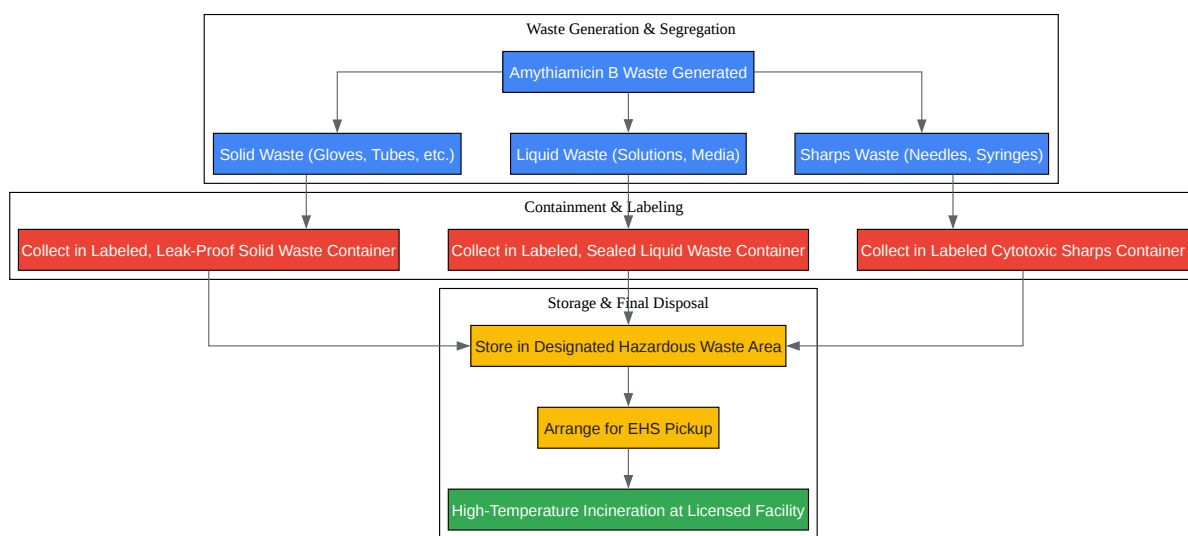 Waste Generation & Segregation
Amythiamicin B Waste Generated
Solid Waste (Gloves, Tubes, etc.)
Liquid Waste (Solutions, Media)
Sharps Waste (Needles, Syringes)
Containment & Labeling
Collect in Labeled, Leak-Proof Solid Waste Container
Collect in Labeled, Sealed Liquid Waste Container
Collect in Labeled Cytotoxic Sharps Container
Storage & Final Disposal
Store in Designated Hazardous Waste Area
Arrange for EHS Pickup
High-Temperature Incineration at Licensed Facility